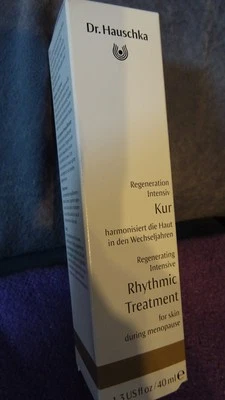 Dr. Hauschka
Regeneration
Intensiv
Kur
harmonisiert die Haut
in den Wechseljahren
Regenerating
Intensive
Rhythmic
Treatment
for skin
during menopause
1.3 US fl oz / 40 ml e